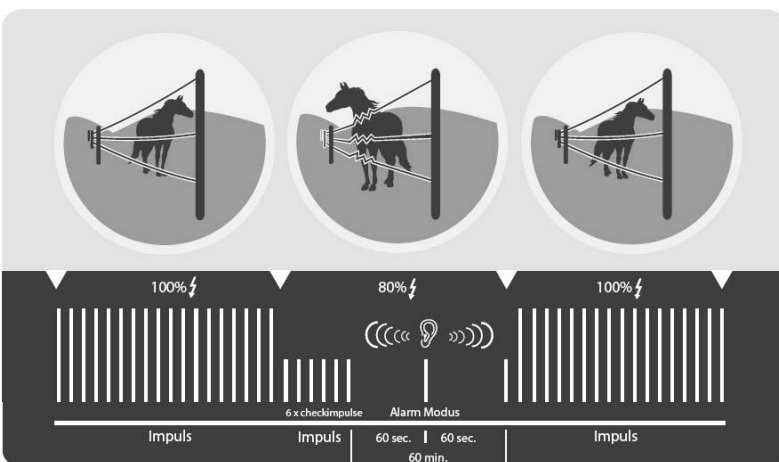 100% 80% 100%
6 x checkimpulse Alarm Modus
Impuls Impuls 60 sec. 60 sec. Impuls
60 min.